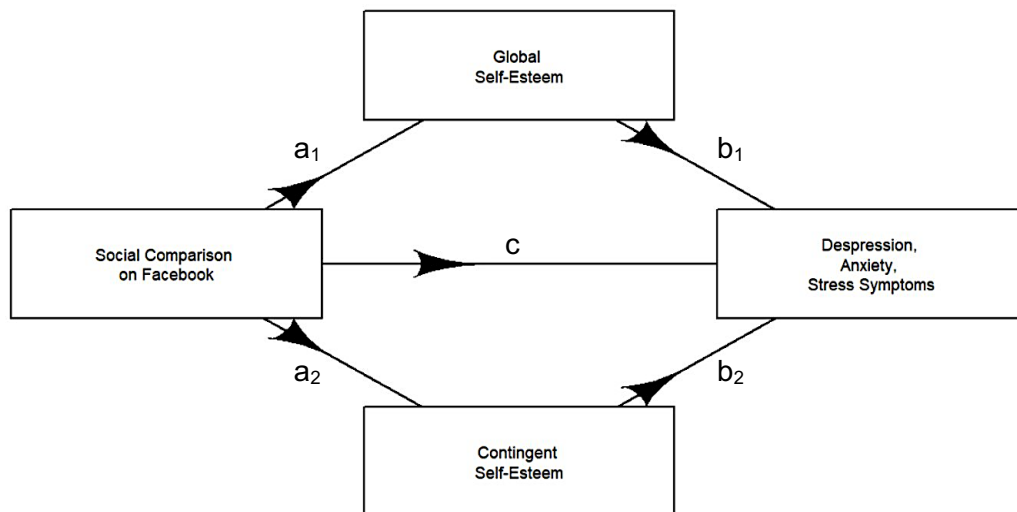 Global
Self-Esteem
a₁
b₁
Social Comparison
on Facebook
c
Despression,
Anxiety,
Stress Symptoms
a₂
b₂
Contingent
Self-Esteem